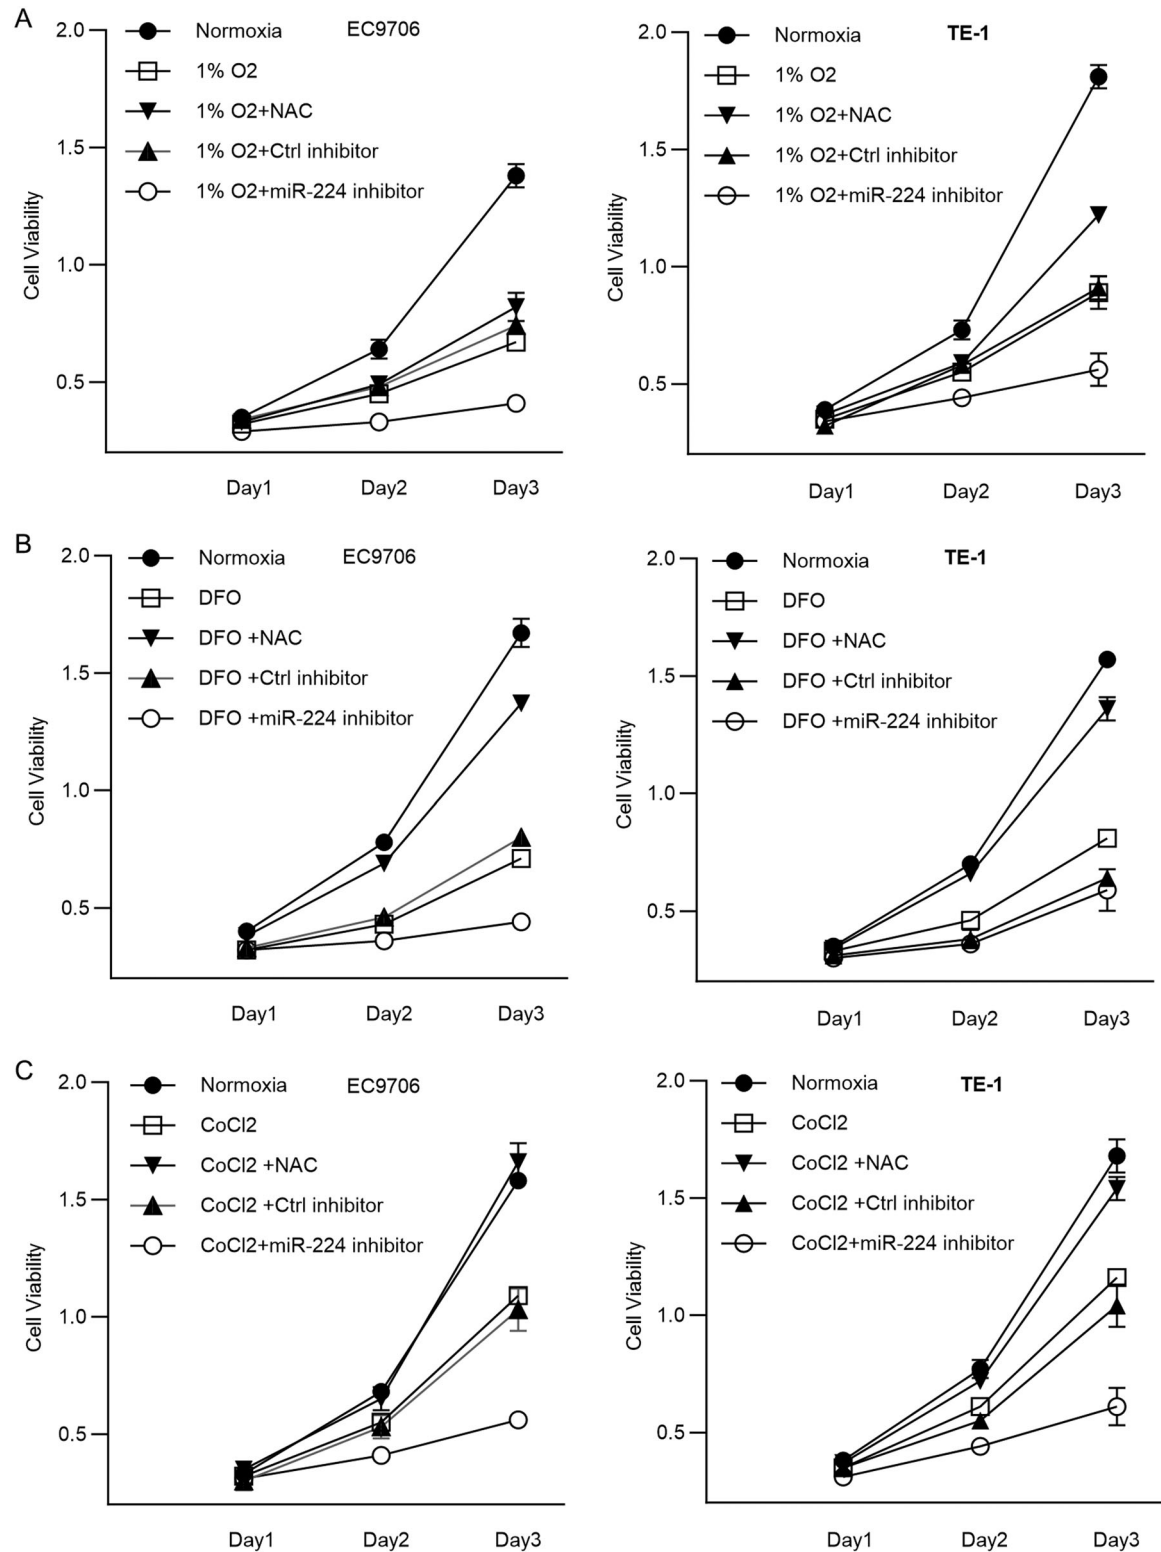 A
EC9706
2.0
1.5
1.0
0.5
Cell Viability
Normoxia
1% O2
1% O2+NAC
1% O2+Ctrl inhibitor
1% O2+miR-224 inhibitor
Day1 Day2 Day3
TE-1
2.0
1.5
1.0
0.5
Cell Viability
Normoxia
1% O2
1% O2+NAC
1% O2+Ctrl inhibitor
1% O2+miR-224 inhibitor
Day1 Day2 Day3
B
EC9706
2.0
1.5
1.0
0.5
Cell Viability
Normoxia
DFO
DFO +NAC
DFO +Ctrl inhibitor
DFO +miR-224 inhibitor
Day1 Day2 Day3
TE-1
2.0
1.5
1.0
0.5
Cell Viability
Normoxia
DFO
DFO +NAC
DFO +Ctrl inhibitor
DFO +miR-224 inhibitor
Day1 Day2 Day3
C
EC9706
2.0
1.5
1.0
0.5
Cell Viability
Normoxia
CoCl2
CoCl2 +NAC
CoCl2 +Ctrl inhibitor
CoCl2+miR-224 inhibitor
Day1 Day2 Day3
TE-1
2.0
1.5
1.0
0.5
Cell Viability
Normoxia
CoCl2
CoCl2 +NAC
CoCl2 +Ctrl inhibitor
CoCl2+miR-224 inhibitor
Day1 Day2 Day3